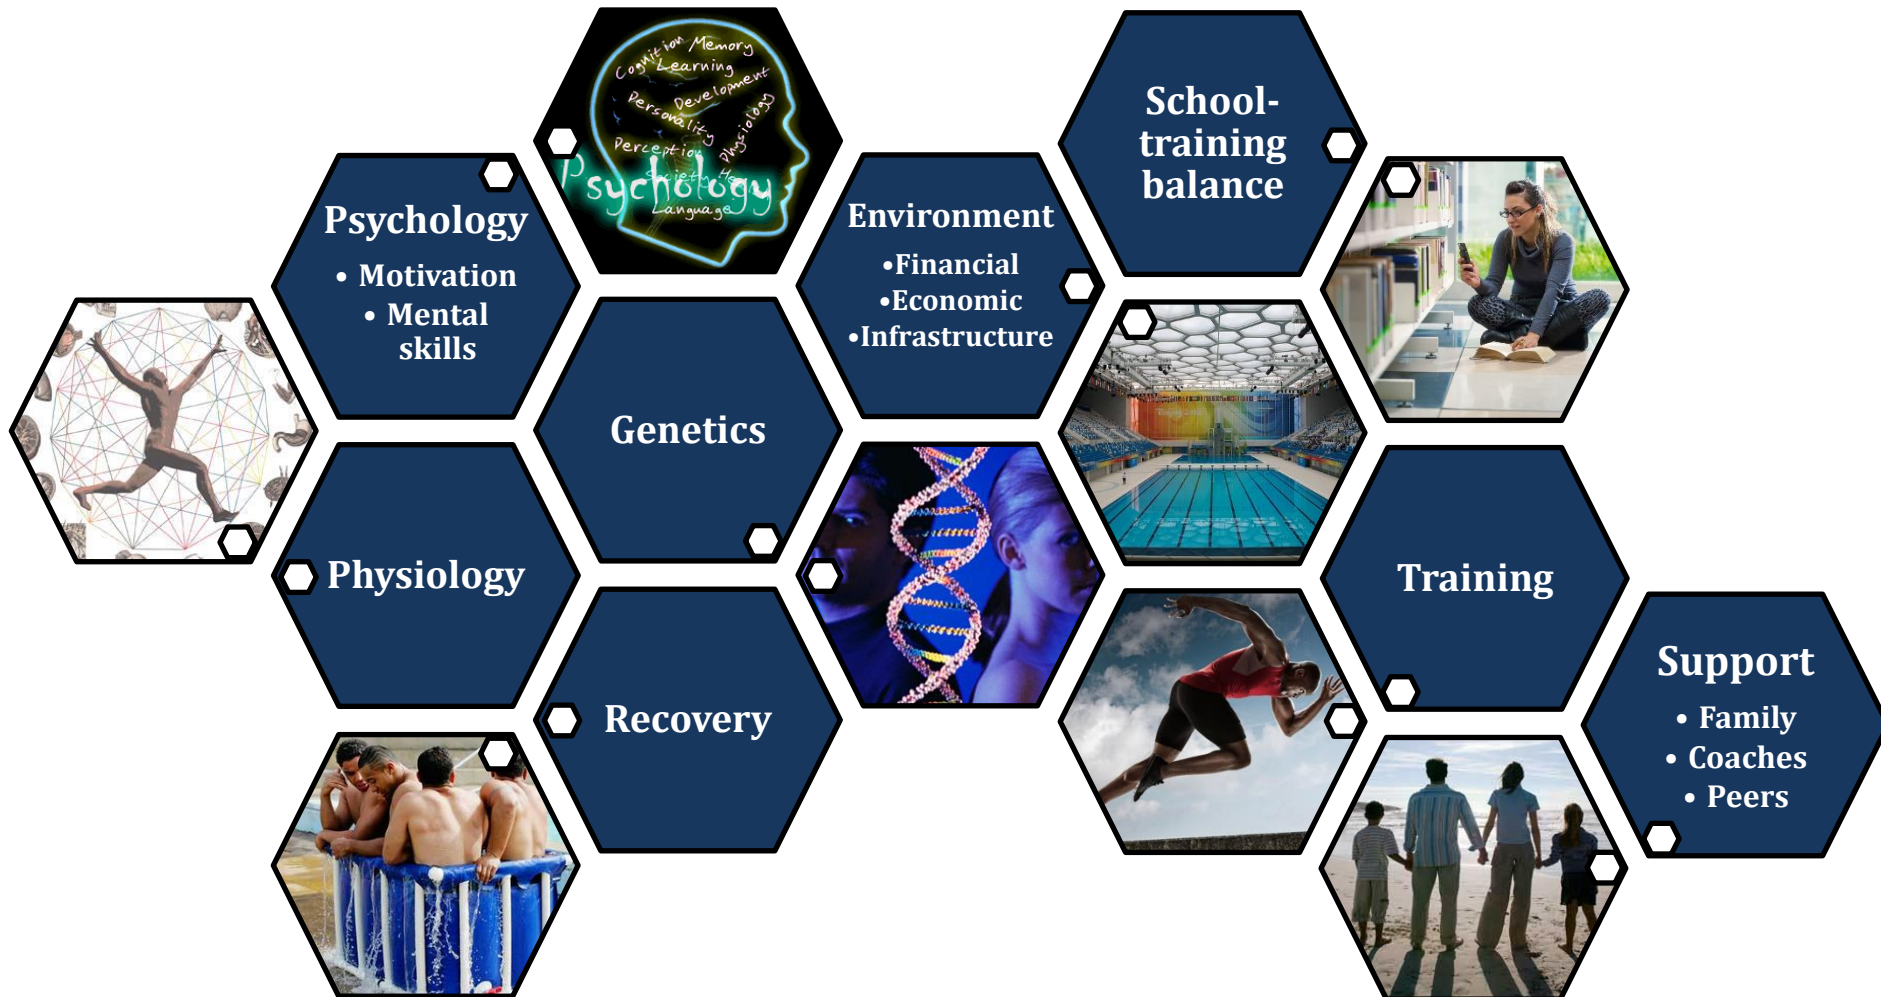 Psychology
• Motivation
• Mental
skills
Cognition Memory
Learning
Development
Personality
Physiology
Perception
Society
Psychology
Language
Environment
•Financial
•Economic
•Infrastructure
School-
training
balance
Genetics
Physiology
Recovery
Training
Support
• Family
• Coaches
• Peers